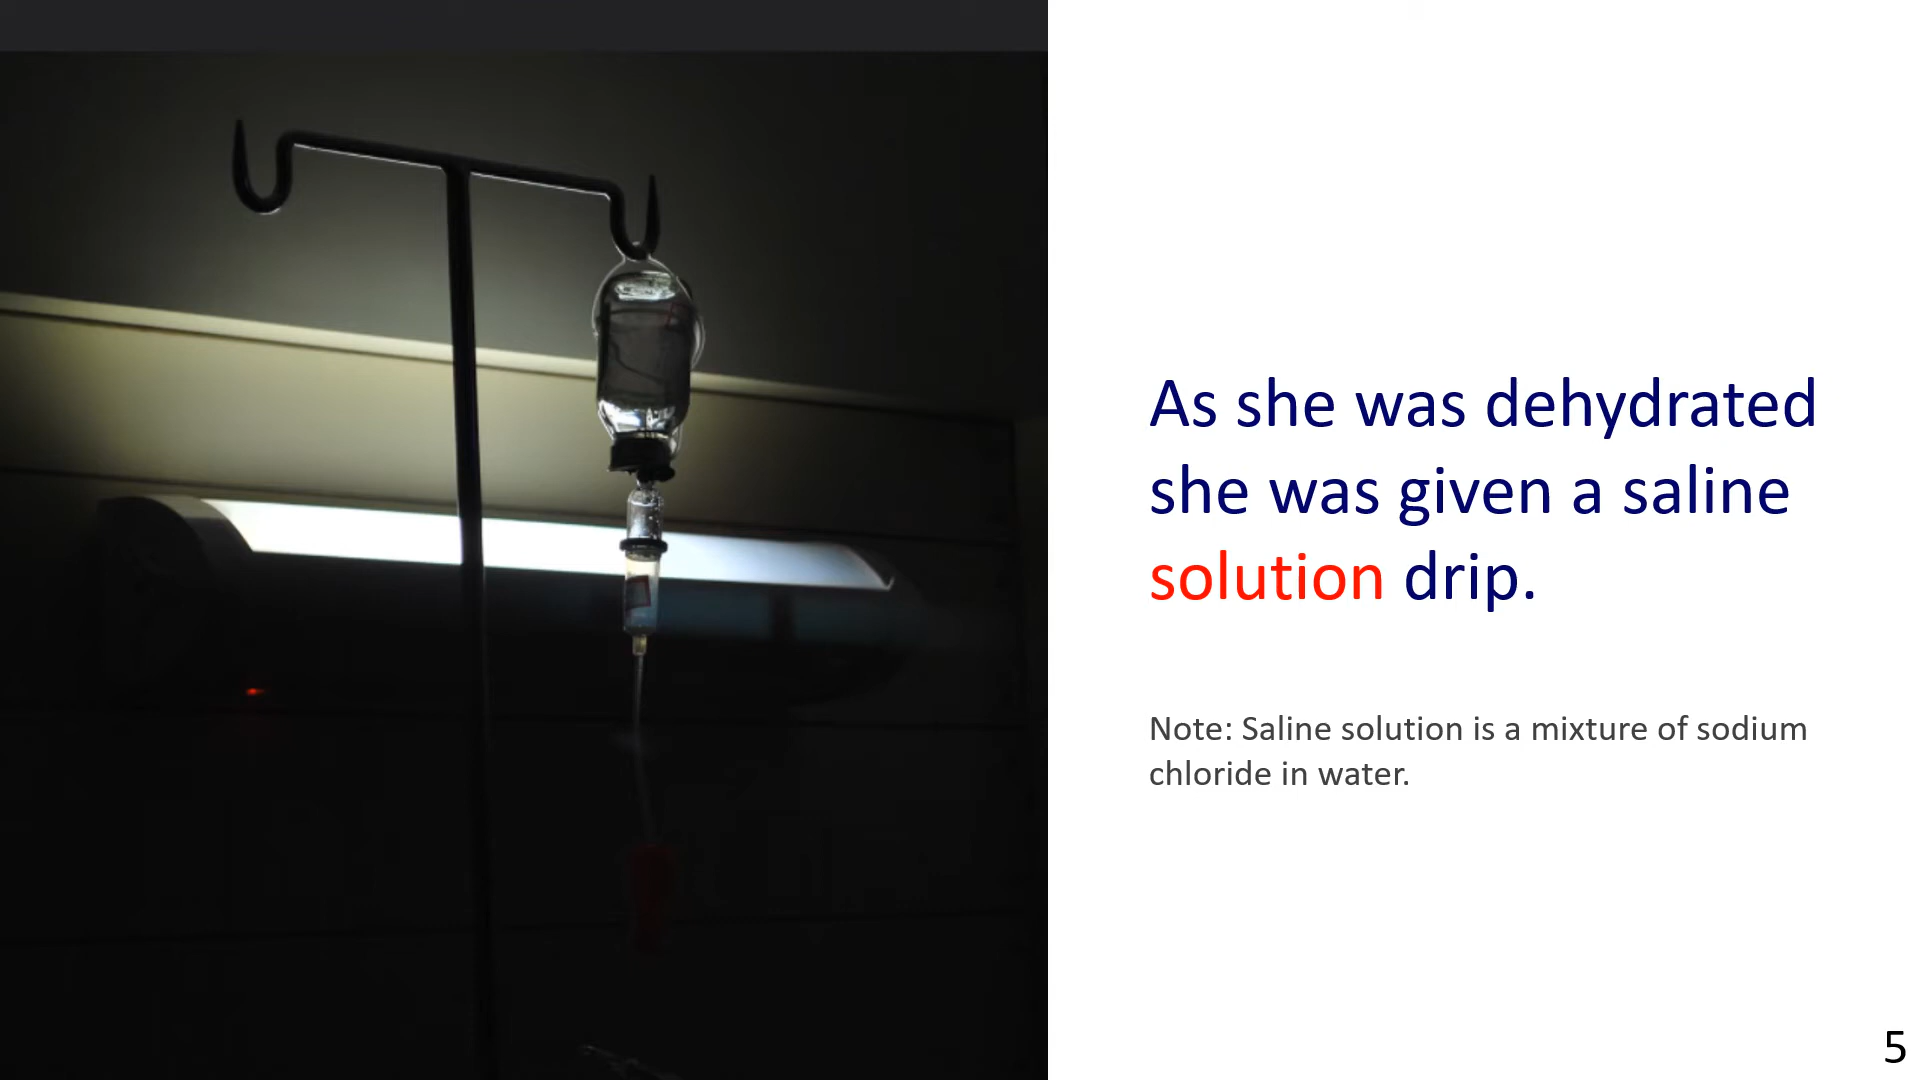 As she was dehydrated
she was given a saline
solution drip.
Note: Saline solution is a mixture of sodium
chloride in water.
5